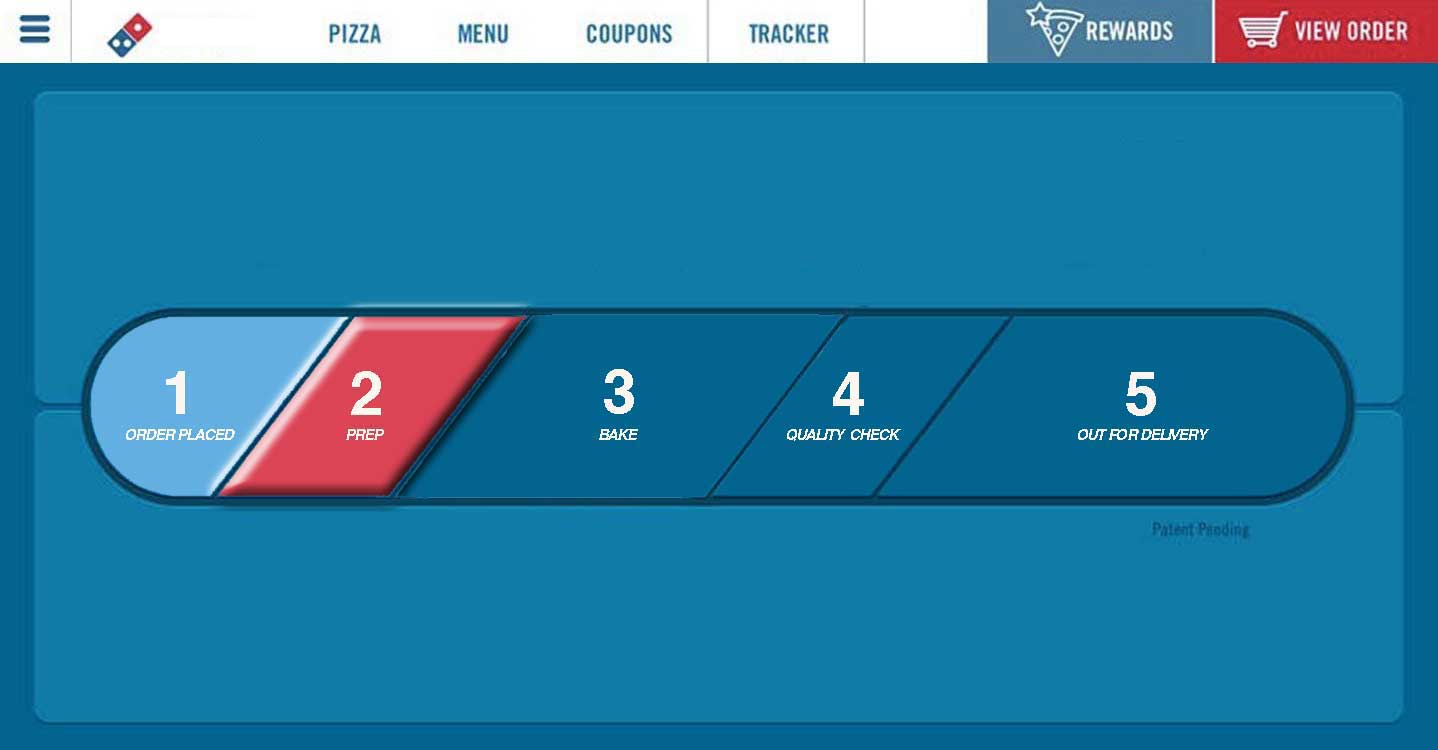 PIZZA MENU COUPONS TRACKER REWARDS VIEW ORDER
1 2 3 4 5
ORDER PLACED PREP BAKE QUALITY CHECK OUT FOR DELIVERY
Patent Pending